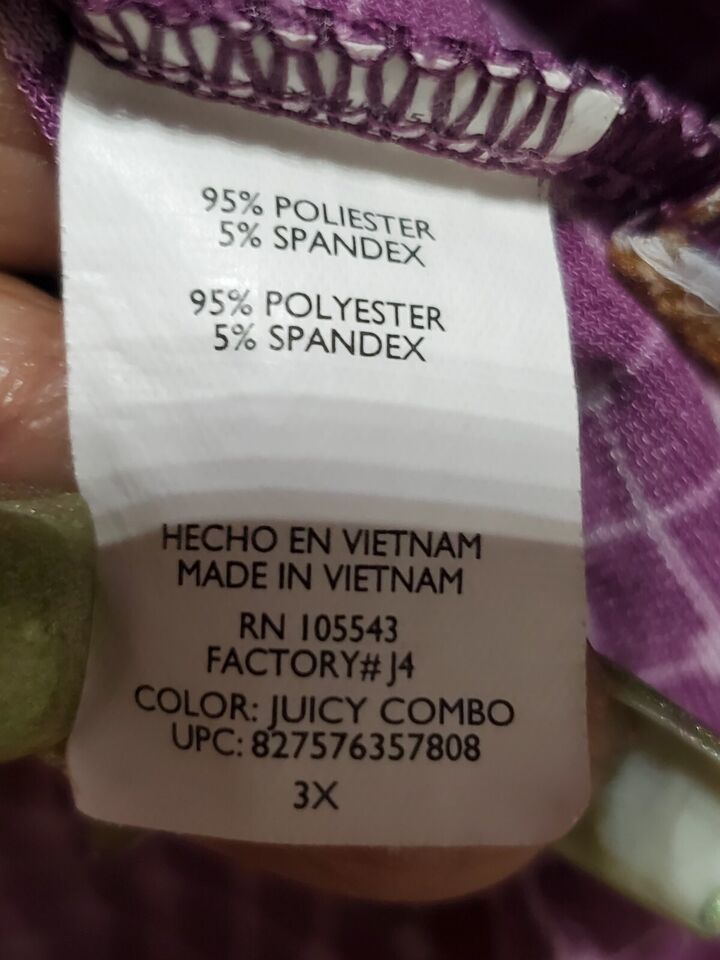 95% POLIESTER
5% SPANDEX
95% POLYESTER
5% SPANDEX
HECHO EN VIETNAM
MADE IN VIETNAM
RN 105543
FACTORY# J4
COLOR: JUICY COMBO
UPC: 827576357808
3X